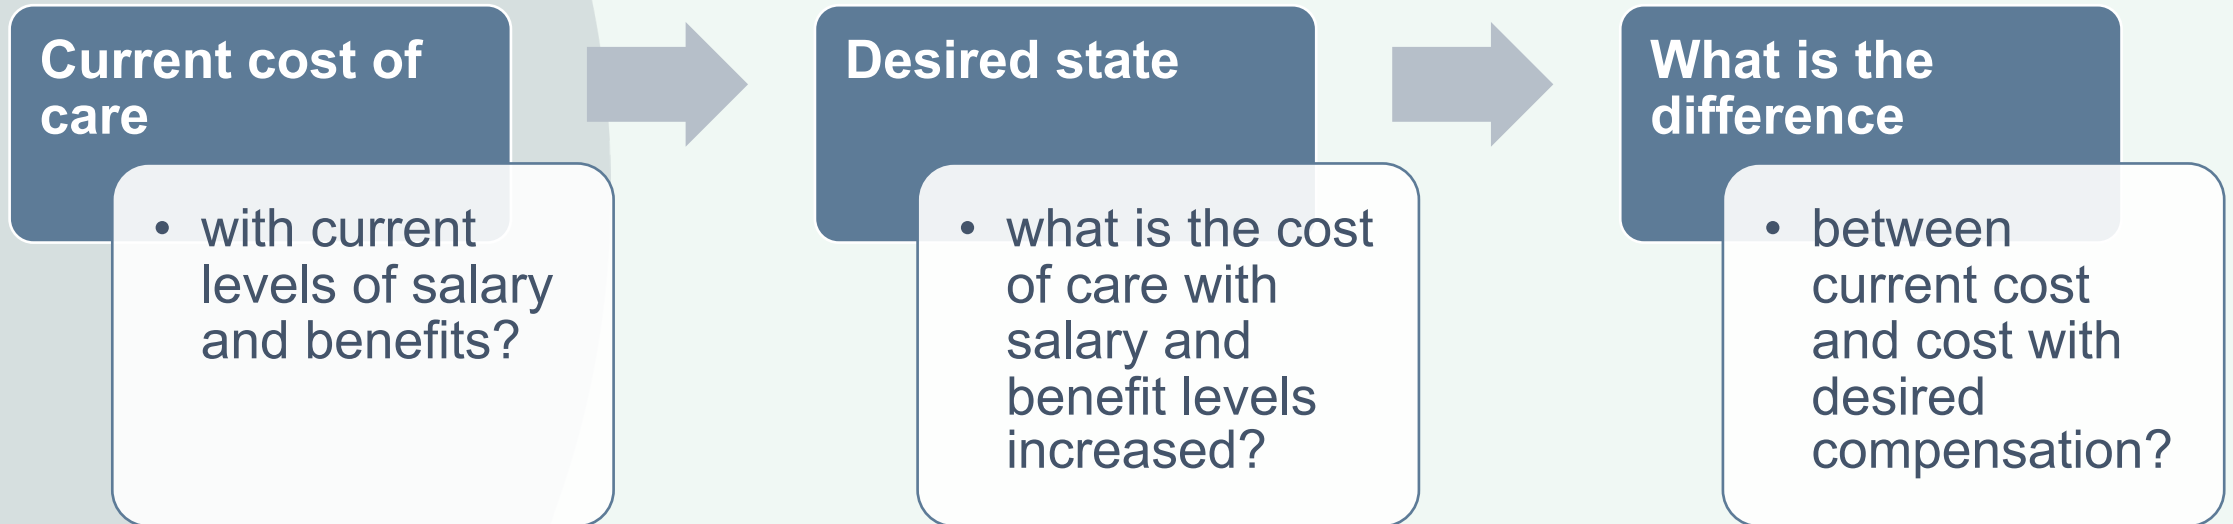 Current cost of
care
• with current
levels of salary
and benefits?
Desired state
• what is the cost
of care with
salary and
benefit levels
increased?
What is the
difference
• between
current cost
and cost with
desired
compensation?